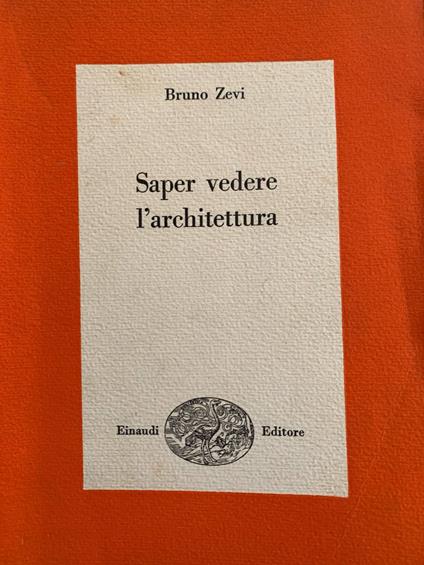 Bruno Zevi
Saper vedere
l'architettura
Einaudi Editore